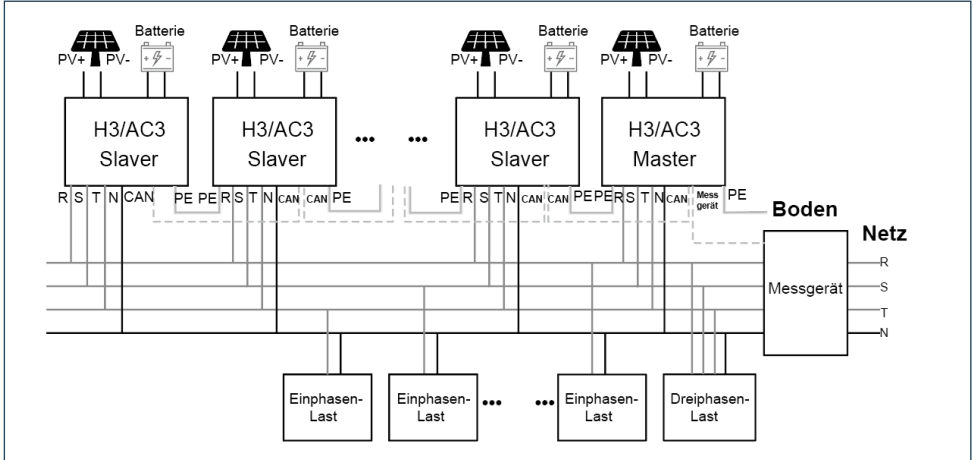 Batterie Batterie Batterie Batterie
PV+ PV- PV+ PV- PV+ PV- PV+ PV-
H3/AC3
Slaver
H3/AC3
Slaver
... ...
H3/AC3
Slaver
H3/AC3
Master
R S T N CAN PE PE R S T N CAN CAN PE PE R S T N CAN CAN PE PE R S T N CAN
Mess
gerät
PE
Boden
Netz
Messgerät
R
S
T
N
Einphasen-
Last
Einphasen-
Last
... ...
Einphasen-
Last
Dreiphasen-
Last